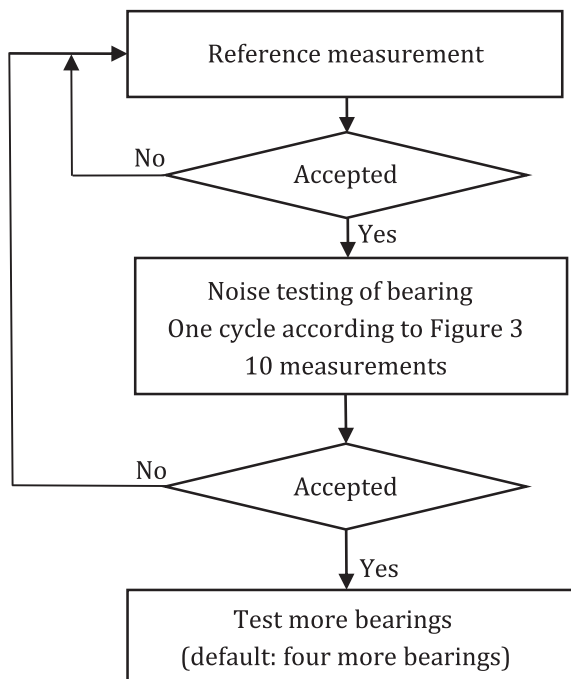 Reference measurement
No
Accepted
Yes
Noise testing of bearing
One cycle according to Figure 3
10 measurements
No
Accepted
Yes
Test more bearings
(default: four more bearings)